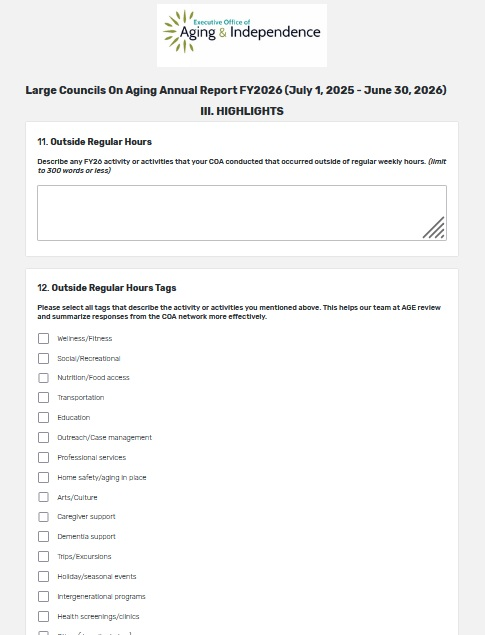 Executive Office of
Aging & Independence
Large Councils On Aging Annual Report FY2026 (July 1, 2025 - June 30, 2026)
III. HIGHLIGHTS
11. Outside Regular Hours
Describe any FY26 activity or activities that your COA conducted that occurred outside of regular weekly hours. (limit
to 300 words or less)
12. Outside Regular Hours Tags
Please select all tags that describe the activity or activities you mentioned above. This helps our team at AGE review
and summarize responses from the COA network more effectively.
Wellness/Fitness
Social/Recreational
Nutrition/Food access
Transportation
Education
Outreach/Case management
Professional services
Home safety/aging in place
Arts/Culture
Caregiver support
Dementia support
Trips/Excursions
Holiday/seasonal events
Intergenerational programs
Health screenings/clinics